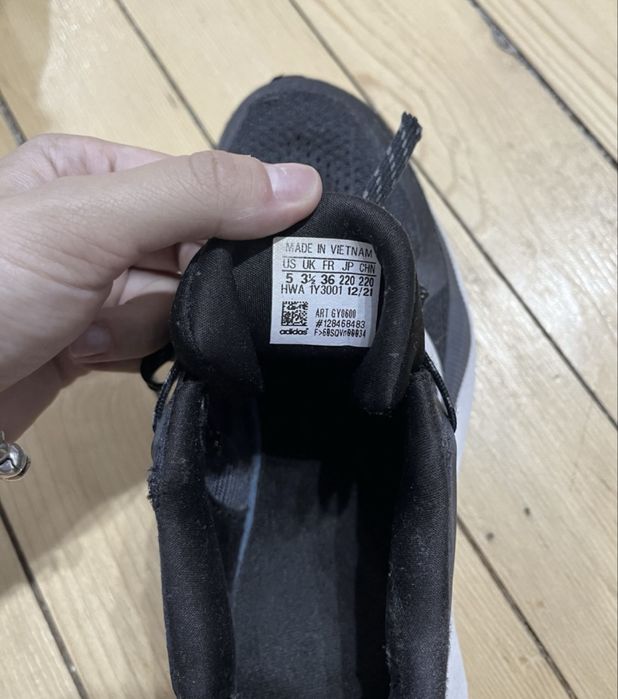 MADE IN VIETNAM
US UK FR JP CHN
5 3½ 36 220 220
HWA 1Y3001 12/21
ART GY0600
#128468483
adidas